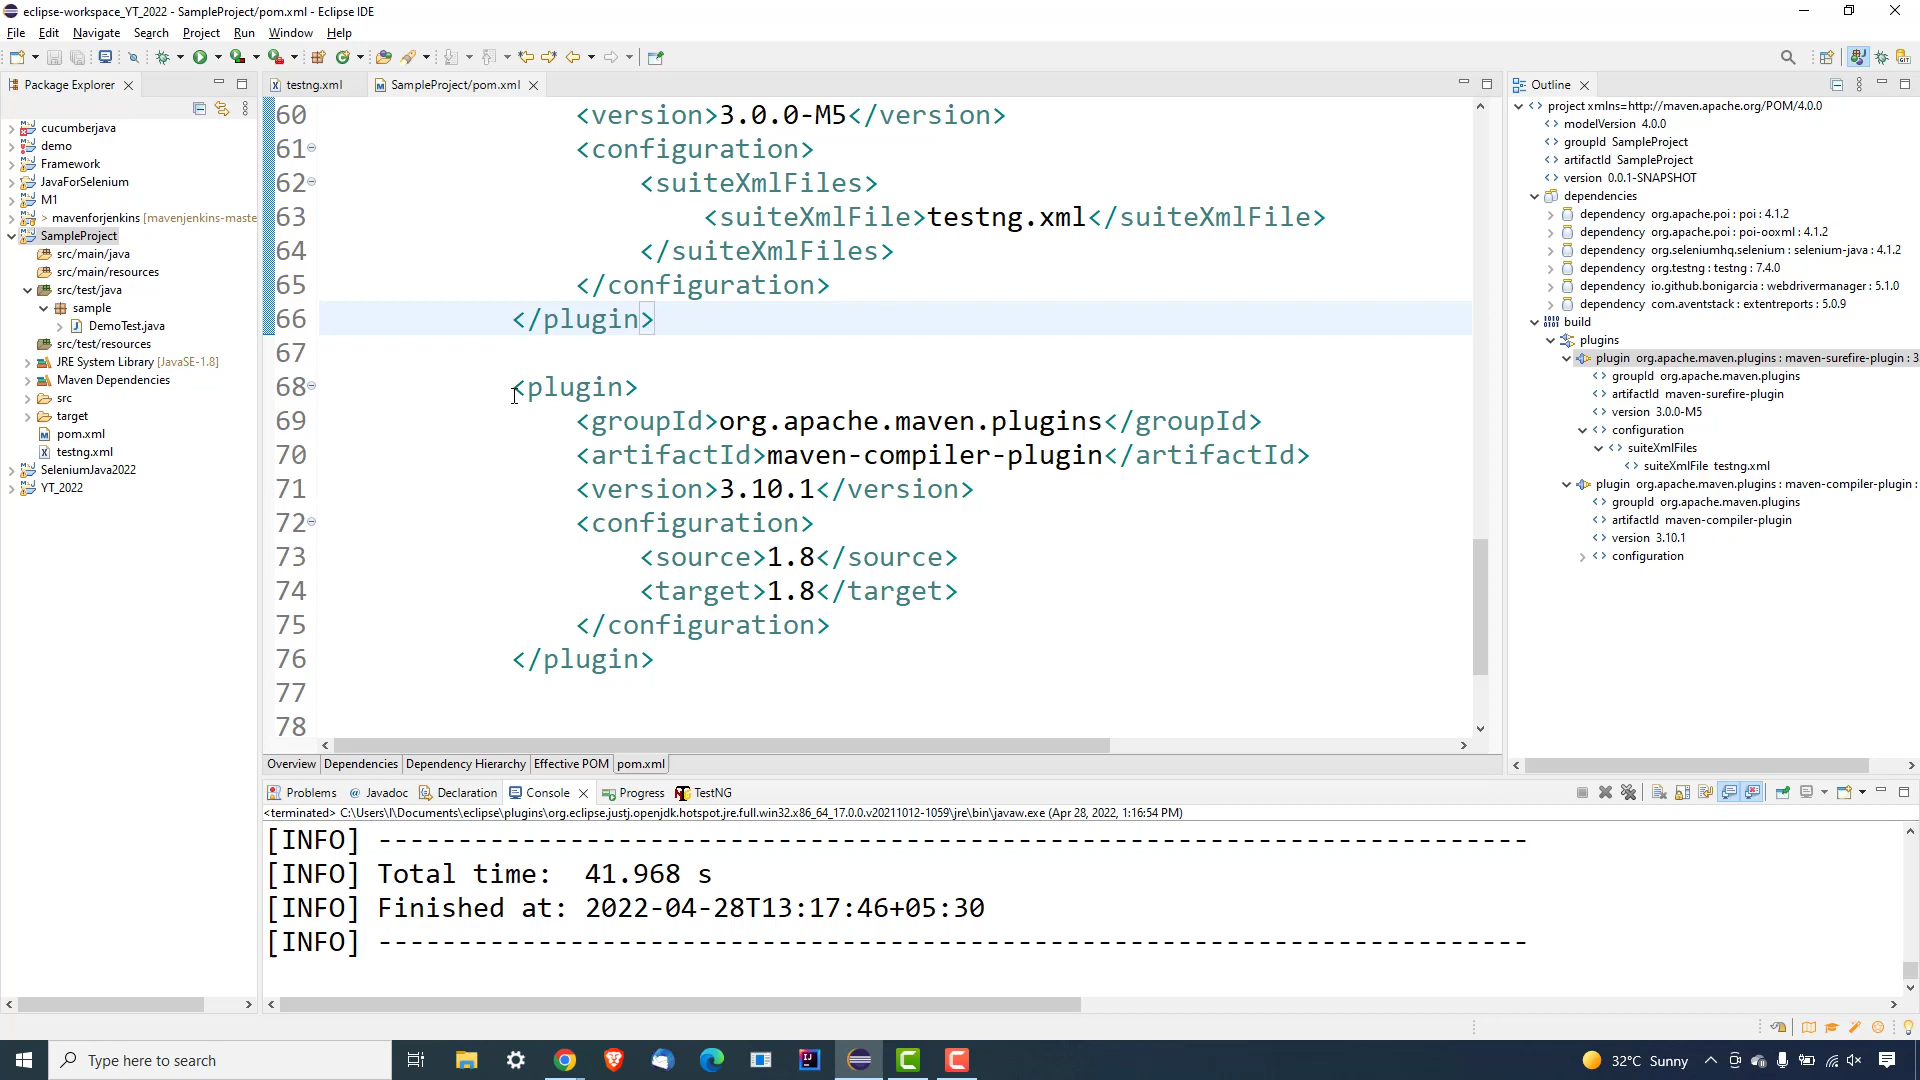 eclipse-workspace_YT_2022 - SampleProject/pom.xml - Eclipse IDE
File Edit Navigate Search Project Run Window Help
Package Explorer
cucumberjava
demo
Framework
JavaForSelenium
M1
> mavenforjenkins [mavenjenkins-maste
SampleProject
src/main/java
src/main/resources
src/test/java
sample
DemoTest.java
src/test/resources
JRE System Library [JavaSE-1.8]
Maven Dependencies
src
target
pom.xml
testng.xml
SeleniumJava2022
YT_2022
testng.xml SampleProject/pom.xml
60 <version>3.0.0-M5</version>
61 <configuration>
62 <suiteXmlFiles>
63 <suiteXmlFile>testng.xml</suiteXmlFile>
64 </suiteXmlFiles>
65 </configuration>
66 </plugin>
67
68 <plugin>
69 <groupId>org.apache.maven.plugins</groupId>
70 <artifactId>maven-compiler-plugin</artifactId>
71 <version>3.10.1</version>
72 <configuration>
73 <source>1.8</source>
74 <target>1.8</target>
75 </configuration>
76 </plugin>
77
78
Overview Dependencies Dependency Hierarchy Effective POM pom.xml
Outline
project xmlns=http://maven.apache.org/POM/4.0.0
modelVersion 4.0.0
groupId SampleProject
artifactId SampleProject
version 0.0.1-SNAPSHOT
dependencies
dependency org.apache.poi : poi : 4.1.2
dependency org.apache.poi : poi-ooxml : 4.1.2
dependency org.seleniumhq.selenium : selenium-java : 4.1.2
dependency org.testng : testng : 7.4.0
dependency io.github.bonigarcia : webdrivermanager : 5.1.0
dependency com.aventstack : extentreports : 5.0.9
build
plugins
plugin org.apache.maven.plugins : maven-surefire-plugin : 3
groupId org.apache.maven.plugins
artifactId maven-surefire-plugin
version 3.0.0-M5
configuration
suiteXmlFiles
suiteXmlFile testng.xml
plugin org.apache.maven.plugins : maven-compiler-plugin :
groupId org.apache.maven.plugins
artifactId maven-compiler-plugin
version 3.10.1
configuration
Problems @ Javadoc Declaration Console Progress TestNG
<terminated> C:\Users\I\Documents\eclipse\plugins\org.eclipse.justj.openjdk.hotspot.jre.full.win32.x86_64_17.0.0.v20211012-1059\jre\bin\javaw.exe (Apr 28, 2022, 1:16:54 PM)
[INFO] ------------------------------------------------------------------------
[INFO] Total time:  41.968 s
[INFO] Finished at: 2022-04-28T13:17:46+05:30
[INFO] ------------------------------------------------------------------------
Type here to search
32°C Sunny